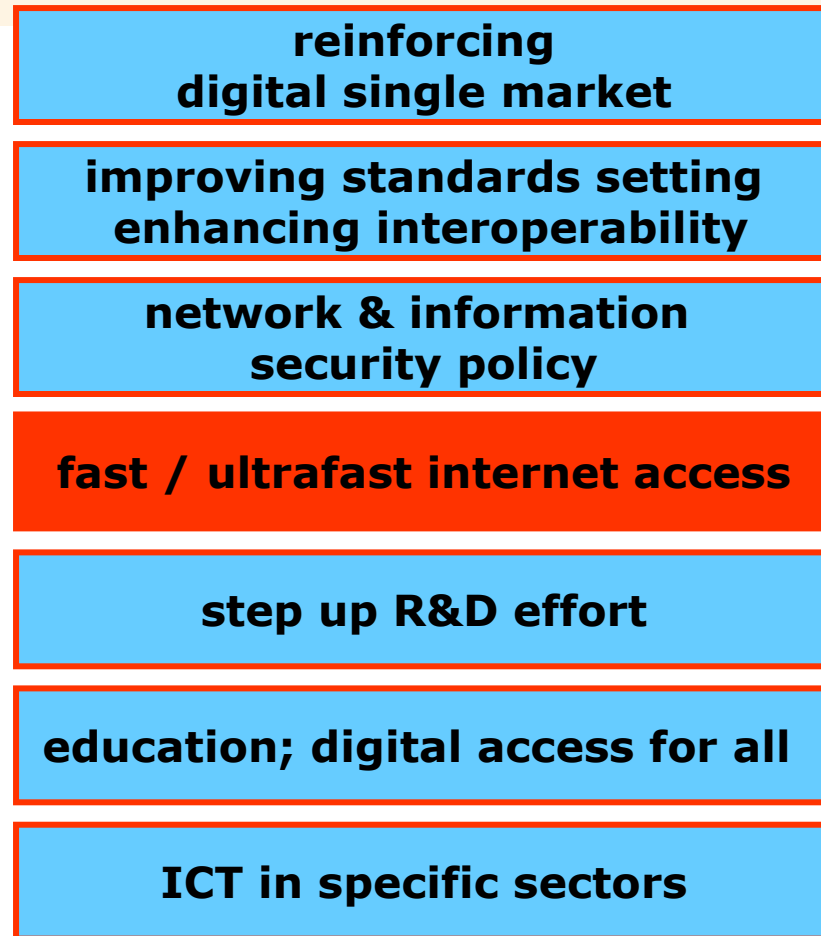 reinforcing
digital single market
improving standards setting
enhancing interoperability
network & information
security policy
fast / ultrafast internet access
step up R&D effort
education; digital access for all
ICT in specific sectors